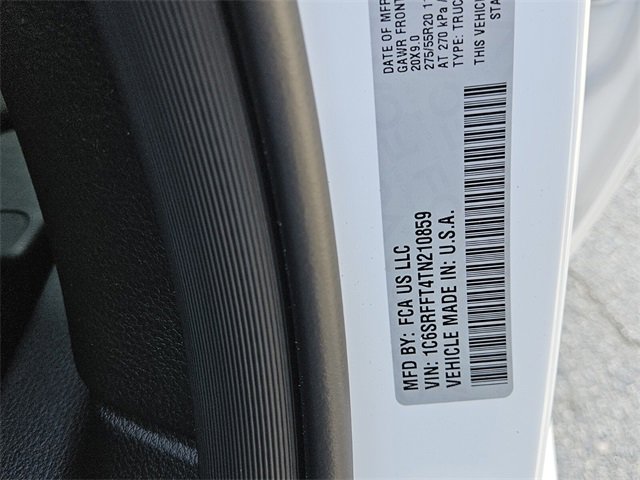 MFD BY: FCA US LLC
VIN: 1C6SRFFT4TN210859
VEHICLE MADE IN: U.S.A.
DATE OF MFR
GAWR FRONT
20X9.0
275/55R20
AT 270 kPa
TYPE: TRUC
THIS VEHIC
STA